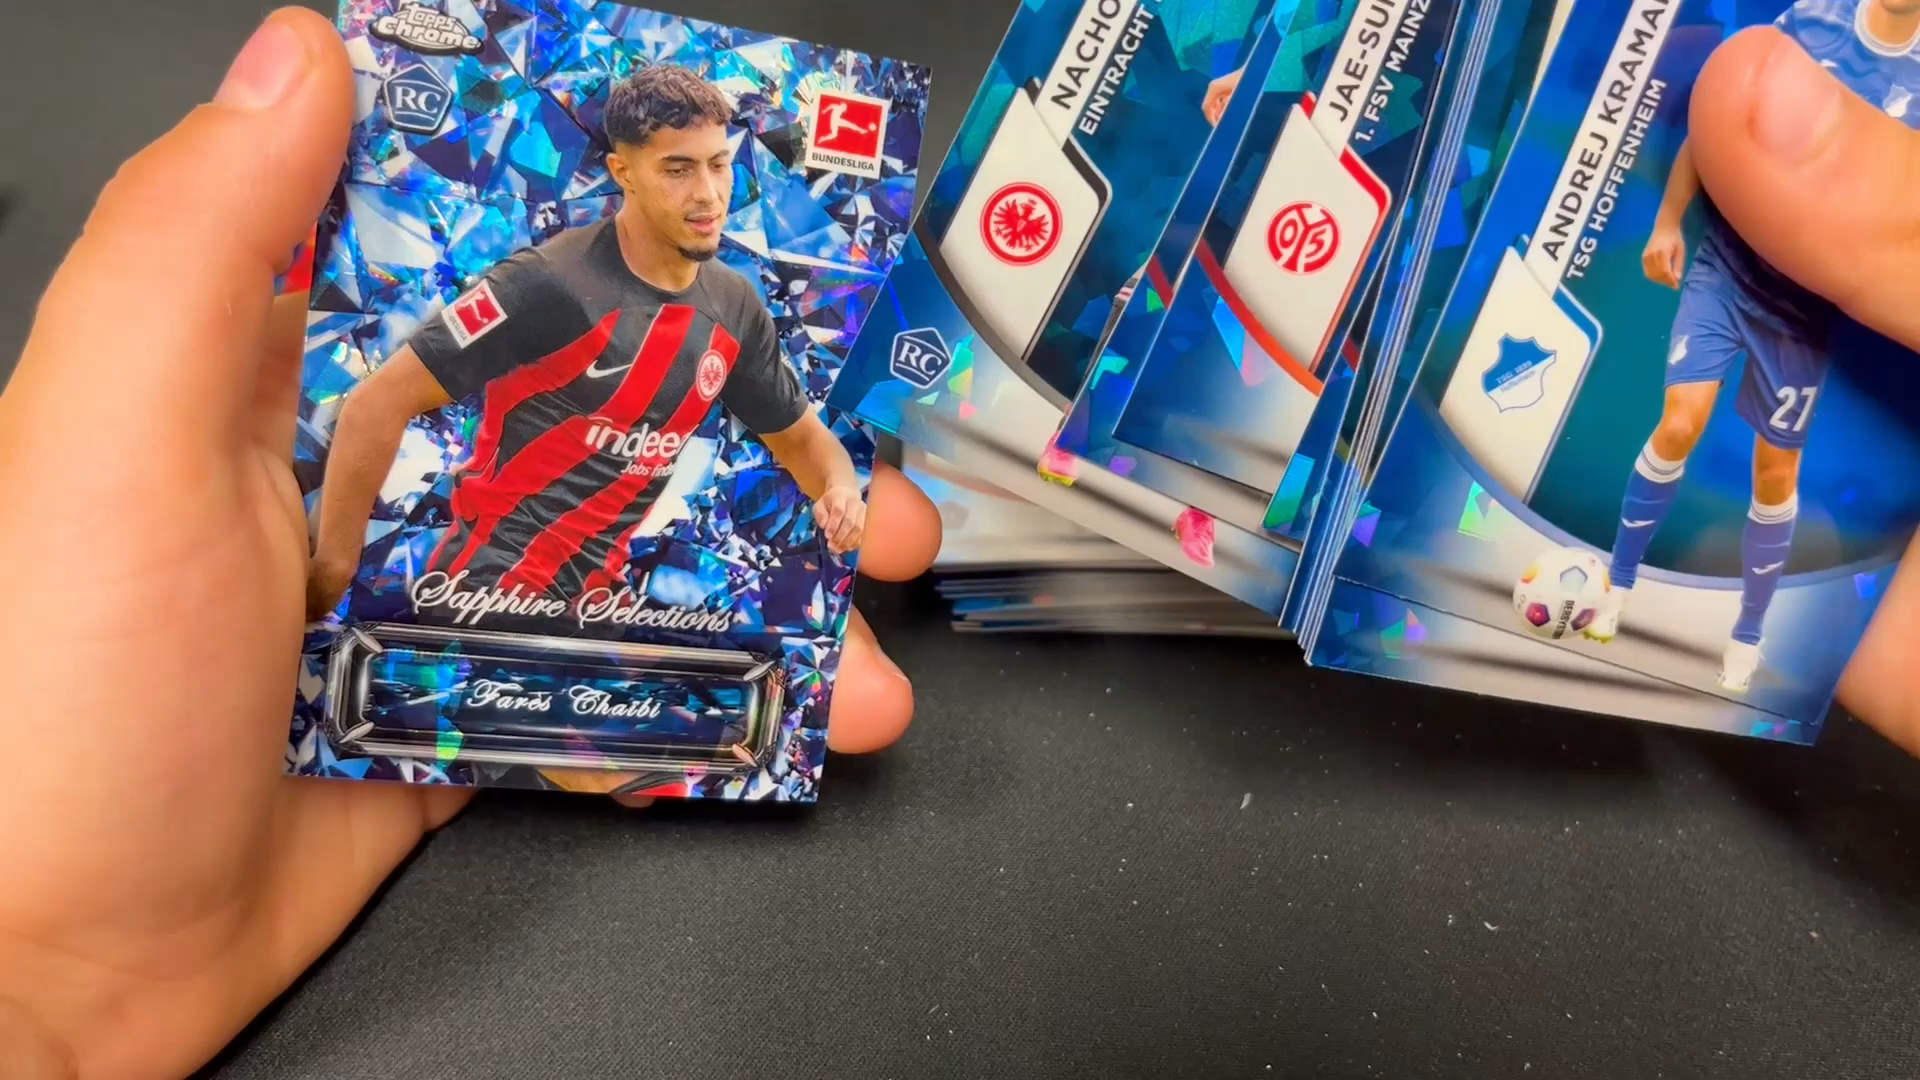 Topps
Chrome
RC
BUNDESLIGA
indeed
Jobs find
Sapphire Selections
Farès Chaïbi
NACHO
EINTRACHT
RC
JAE-SU
1. FSV MAINZ
05
ANDREJ KRAMA
TSG HOFFENHEIM
27